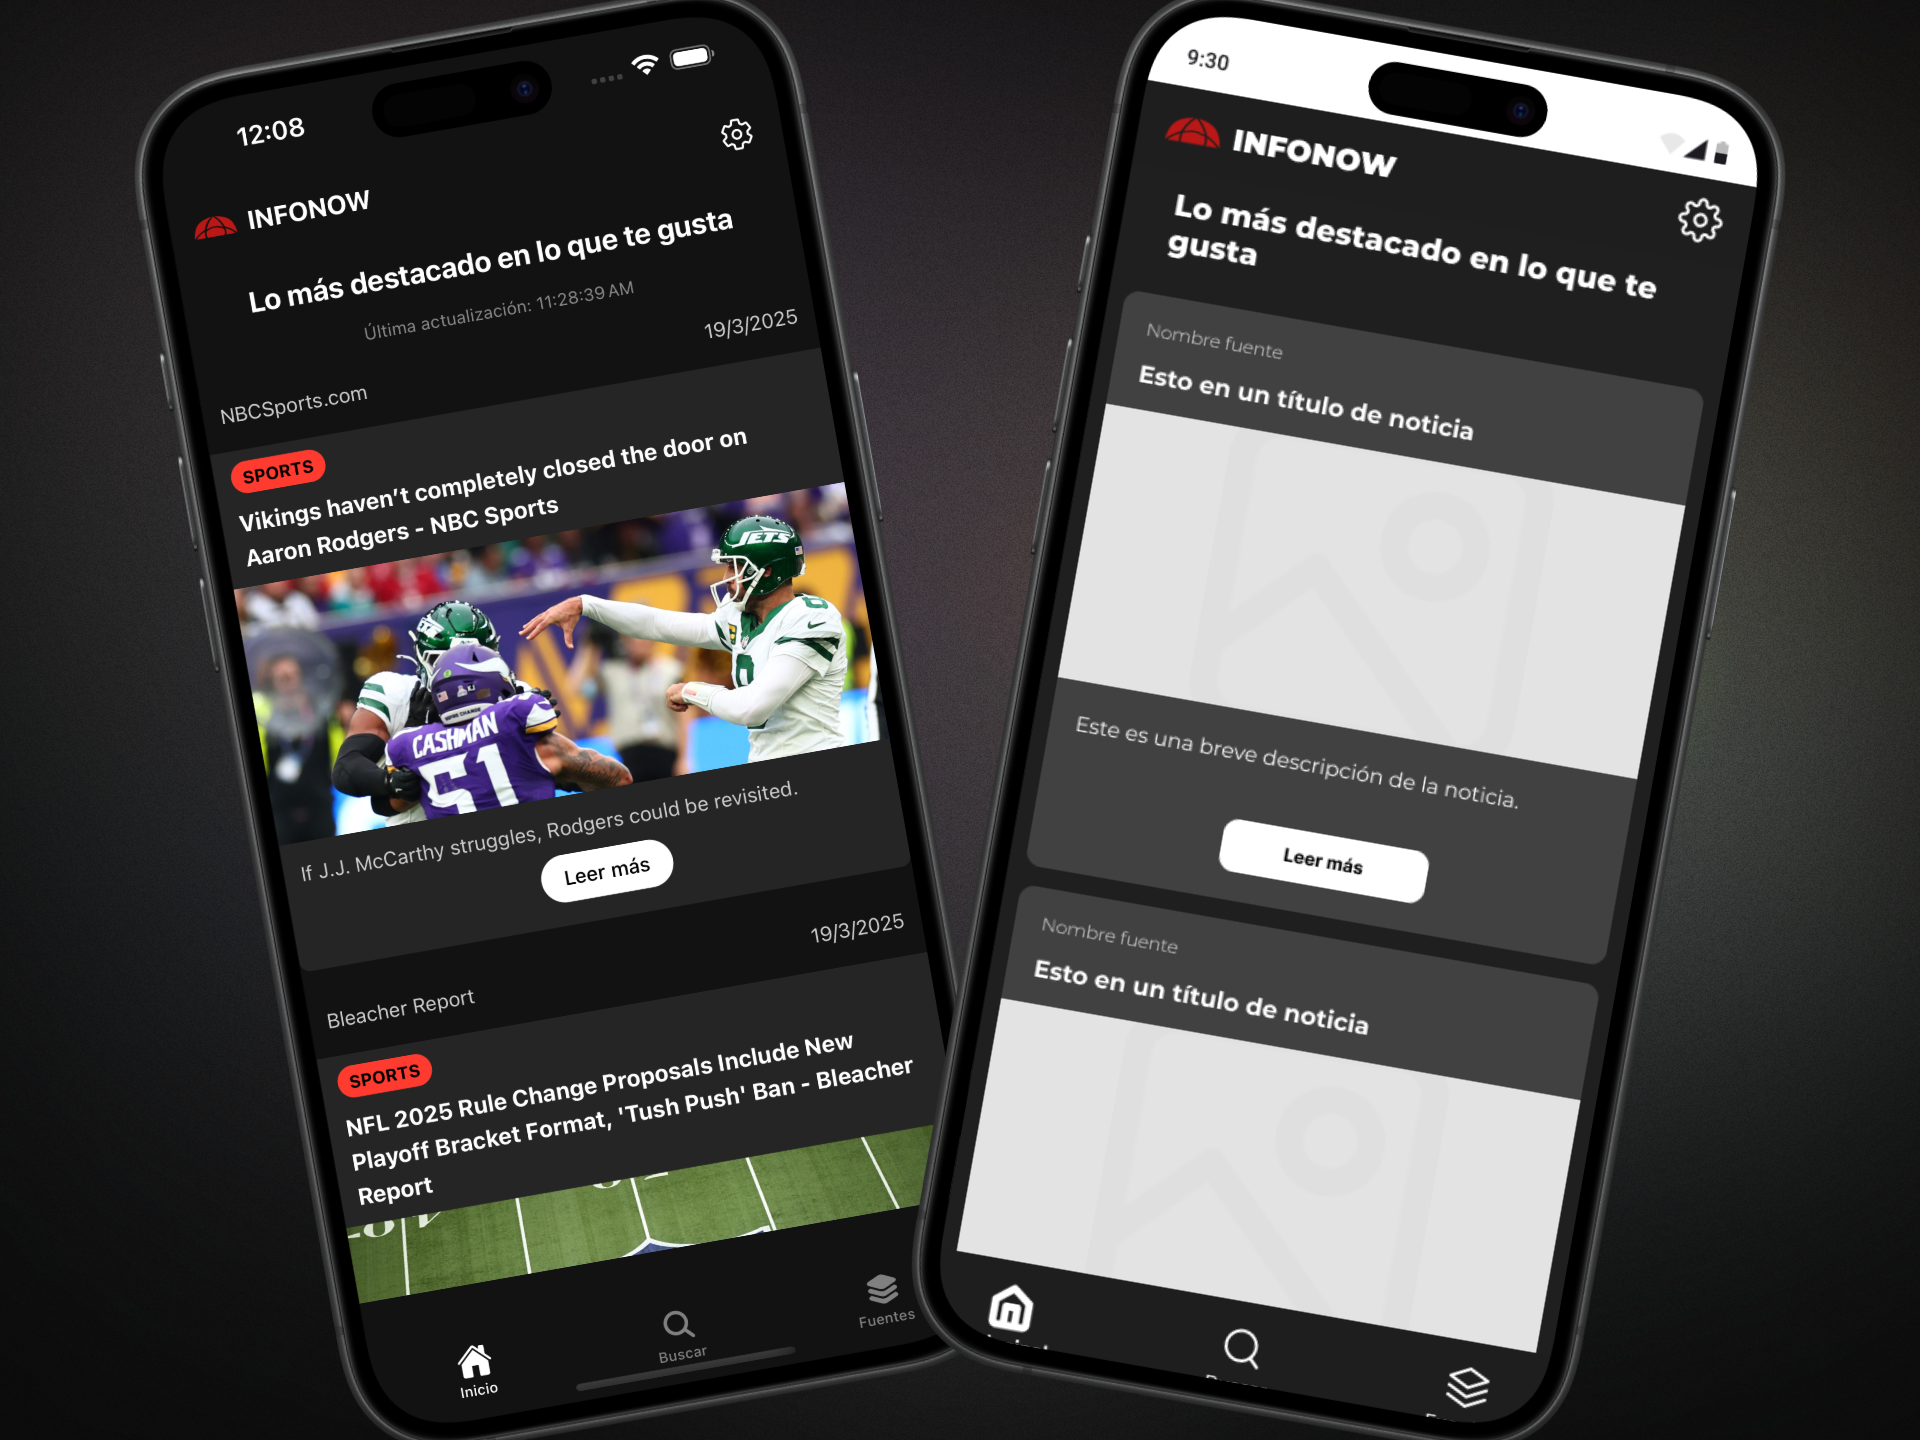 12:08
INFONOW
Lo más destacado en lo que te gusta
Última actualización: 11:28:39 AM
19/3/2025
NBCSports.com
SPORTS
Vikings haven’t completely closed the door on
Aaron Rodgers - NBC Sports
JETS
CASHMAN
51
If J.J. McCarthy struggles, Rodgers could be revisited.
Leer más
19/3/2025
Bleacher Report
SPORTS
NFL 2025 Rule Change Proposals Include New
Playoff Bracket Format, 'Tush Push' Ban - Bleacher
Report
Inicio
Buscar
Fuentes
9:30
INFONOW
Lo más destacado en lo que te
gusta
Nombre fuente
Esto en un título de noticia
Este es una breve descripción de la noticia.
Leer más
Nombre fuente
Esto en un título de noticia